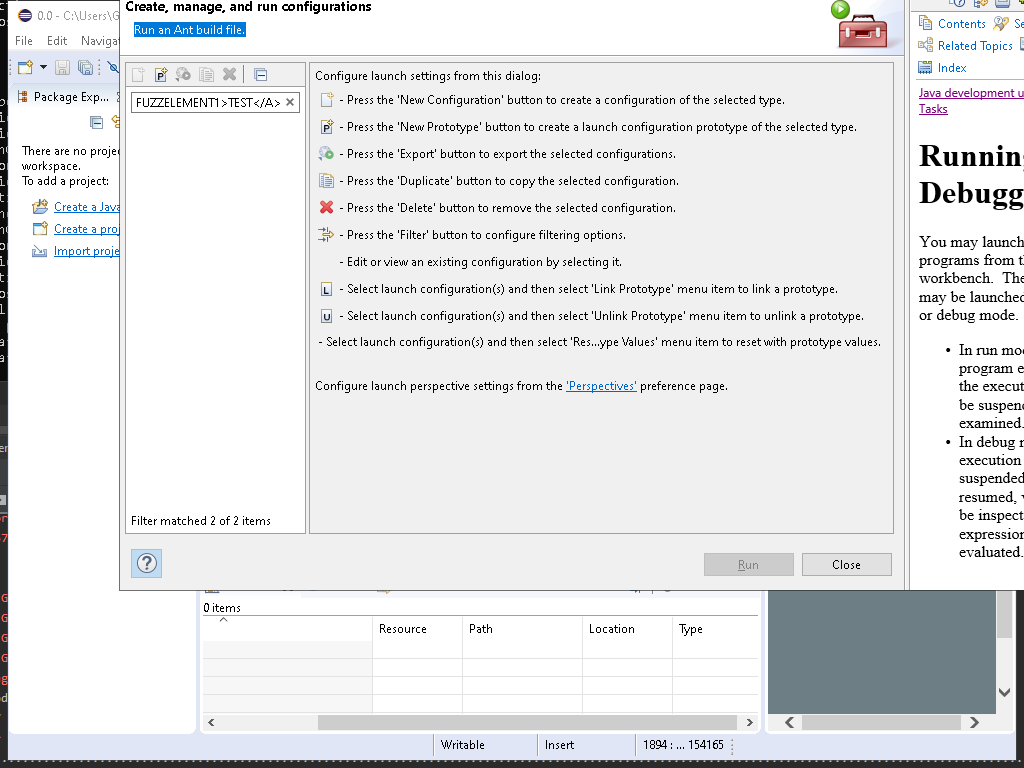 0.0 - C:\Users\G
File Edit Navigat
Package Exp...
There are no projec
workspace.
To add a project:
Create a Java
Create a proj
Import proje
Create, manage, and run configurations
Run an Ant build file.
FUZZELEMENT1>TEST</A>
Filter matched 2 of 2 items
Configure launch settings from this dialog:
- Press the 'New Configuration' button to create a configuration of the selected type.
- Press the 'New Prototype' button to create a launch configuration prototype of the selected type.
- Press the 'Export' button to export the selected configurations.
- Press the 'Duplicate' button to copy the selected configuration.
- Press the 'Delete' button to remove the selected configuration.
- Press the 'Filter' button to configure filtering options.
- Edit or view an existing configuration by selecting it.
L - Select launch configuration(s) and then select 'Link Prototype' menu item to link a prototype.
U - Select launch configuration(s) and then select 'Unlink Prototype' menu item to unlink a prototype.
- Select launch configuration(s) and then select 'Res...ype Values' menu item to reset with prototype values.
Configure launch perspective settings from the 'Perspectives' preference page.
Run
Close
Contents Se
Related Topics
Index
Java development u
Tasks
Running
Debugg
You may launch
programs from th
workbench. The
may be launched
or debug mode.
• In run mod
program e
the execut
be suspend
examined.
• In debug m
execution
suspended
resumed, v
be inspect
expression
evaluated.
0 items
Resource Path Location Type
Writable Insert 1894 : ... 154165